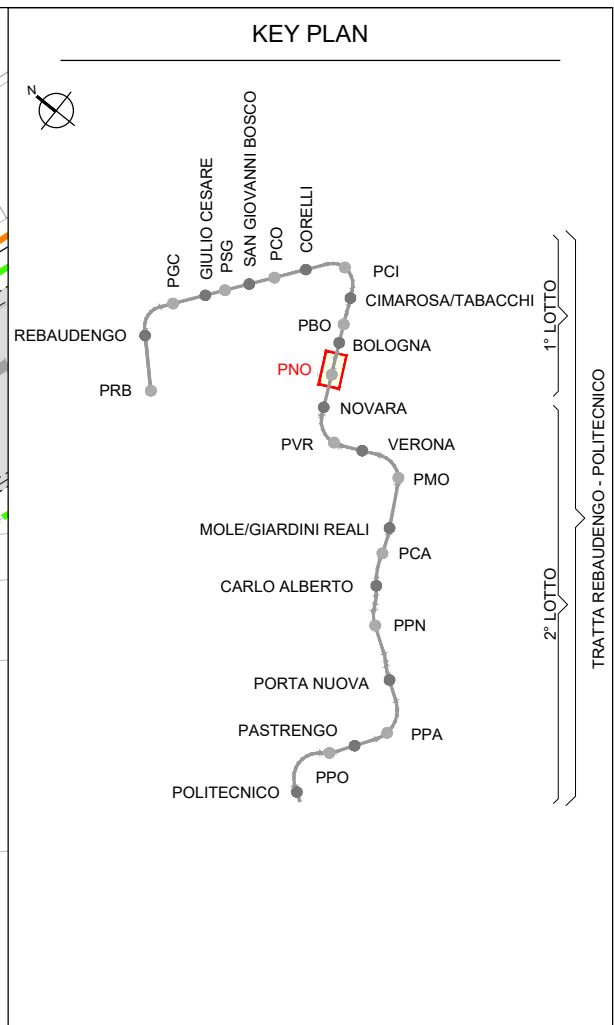 KEY PLAN
N
PGC
GIULIO CESARE
PSG
SAN GIOVANNI BOSCO
PCO
CORELLI
PCI
CIMAROSA/TABACCHI
PBO
REBAUDENGO
BOLOGNA
PNO
PRB
NOVARA
PVR
VERONA
PMO
MOLE/GIARDINI REALI
PCA
CARLO ALBERTO
PPN
PORTA NUOVA
PASTRENGO
PPA
PPO
POLITECNICO
1° LOTTO
2° LOTTO
TRATTA REBAUDENGO - POLITECNICO